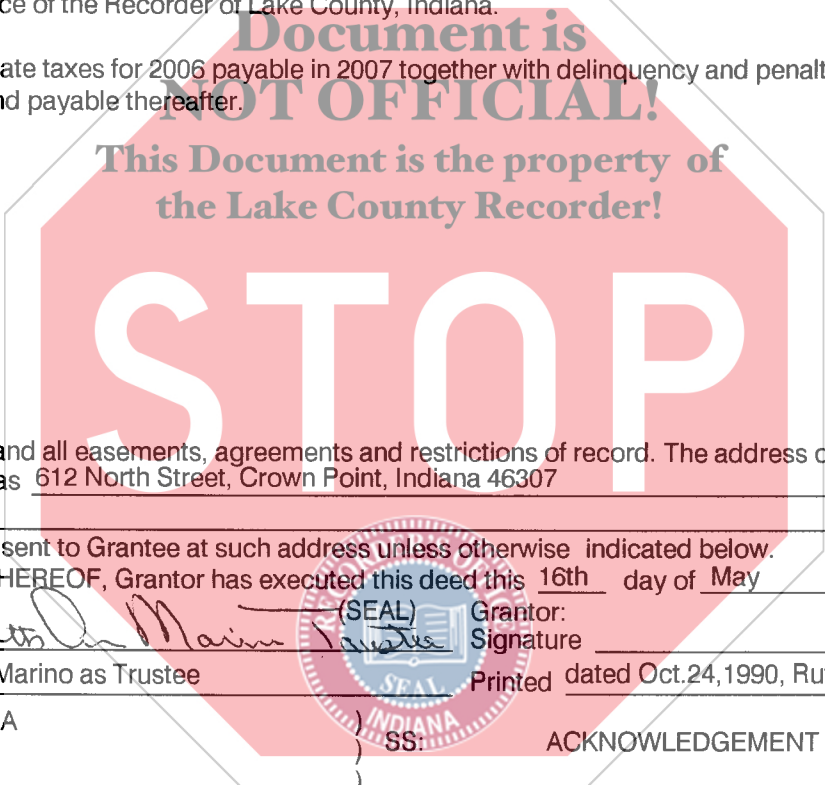 ce of the Recorder of Lake County, Indiana.
Document is
ate taxes for 2006 payable in 2007 together with delinquency and penalt
nd payable thereafter.
NOT OFFICIAL!
This Document is the property of
the Lake County Recorder!
STOP
and all easements, agreements and restrictions of record. The address o
as 612 North Street, Crown Point, Indiana 46307
sent to Grantee at such address unless otherwise indicated below.
HEREOF, Grantor has executed this deed this 16th day of May
(SEAL) Grantor:
Marino Trustee Signature
Marino as Trustee Printed dated Oct.24,1990, Ru
RECORDER'S OFFICE
SEAL
INDIANA
A
SS: ACKNOWLEDGEMENT